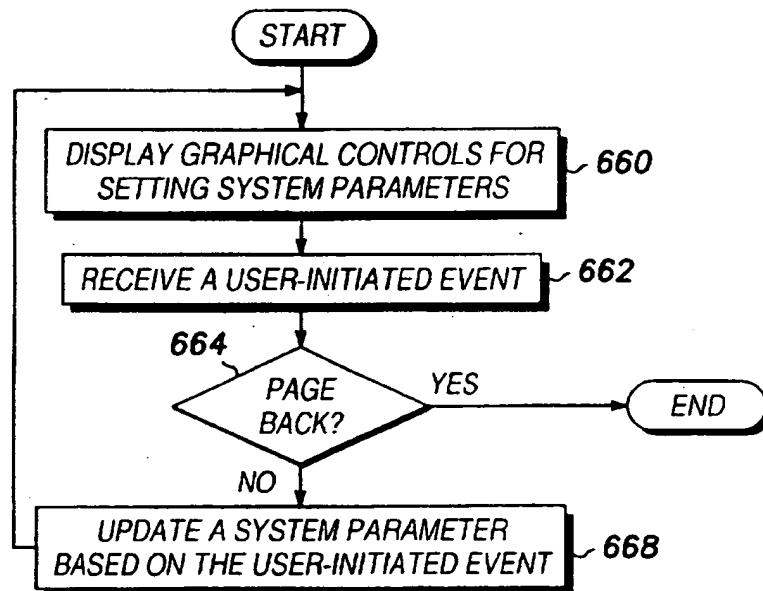 START
DISPLAY GRAPHICAL CONTROLS FOR
SETTING SYSTEM PARAMETERS
660
RECEIVE A USER-INITIATED EVENT
662
664
PAGE
BACK?
YES
END
NO
UPDATE A SYSTEM PARAMETER
BASED ON THE USER-INITIATED EVENT
668